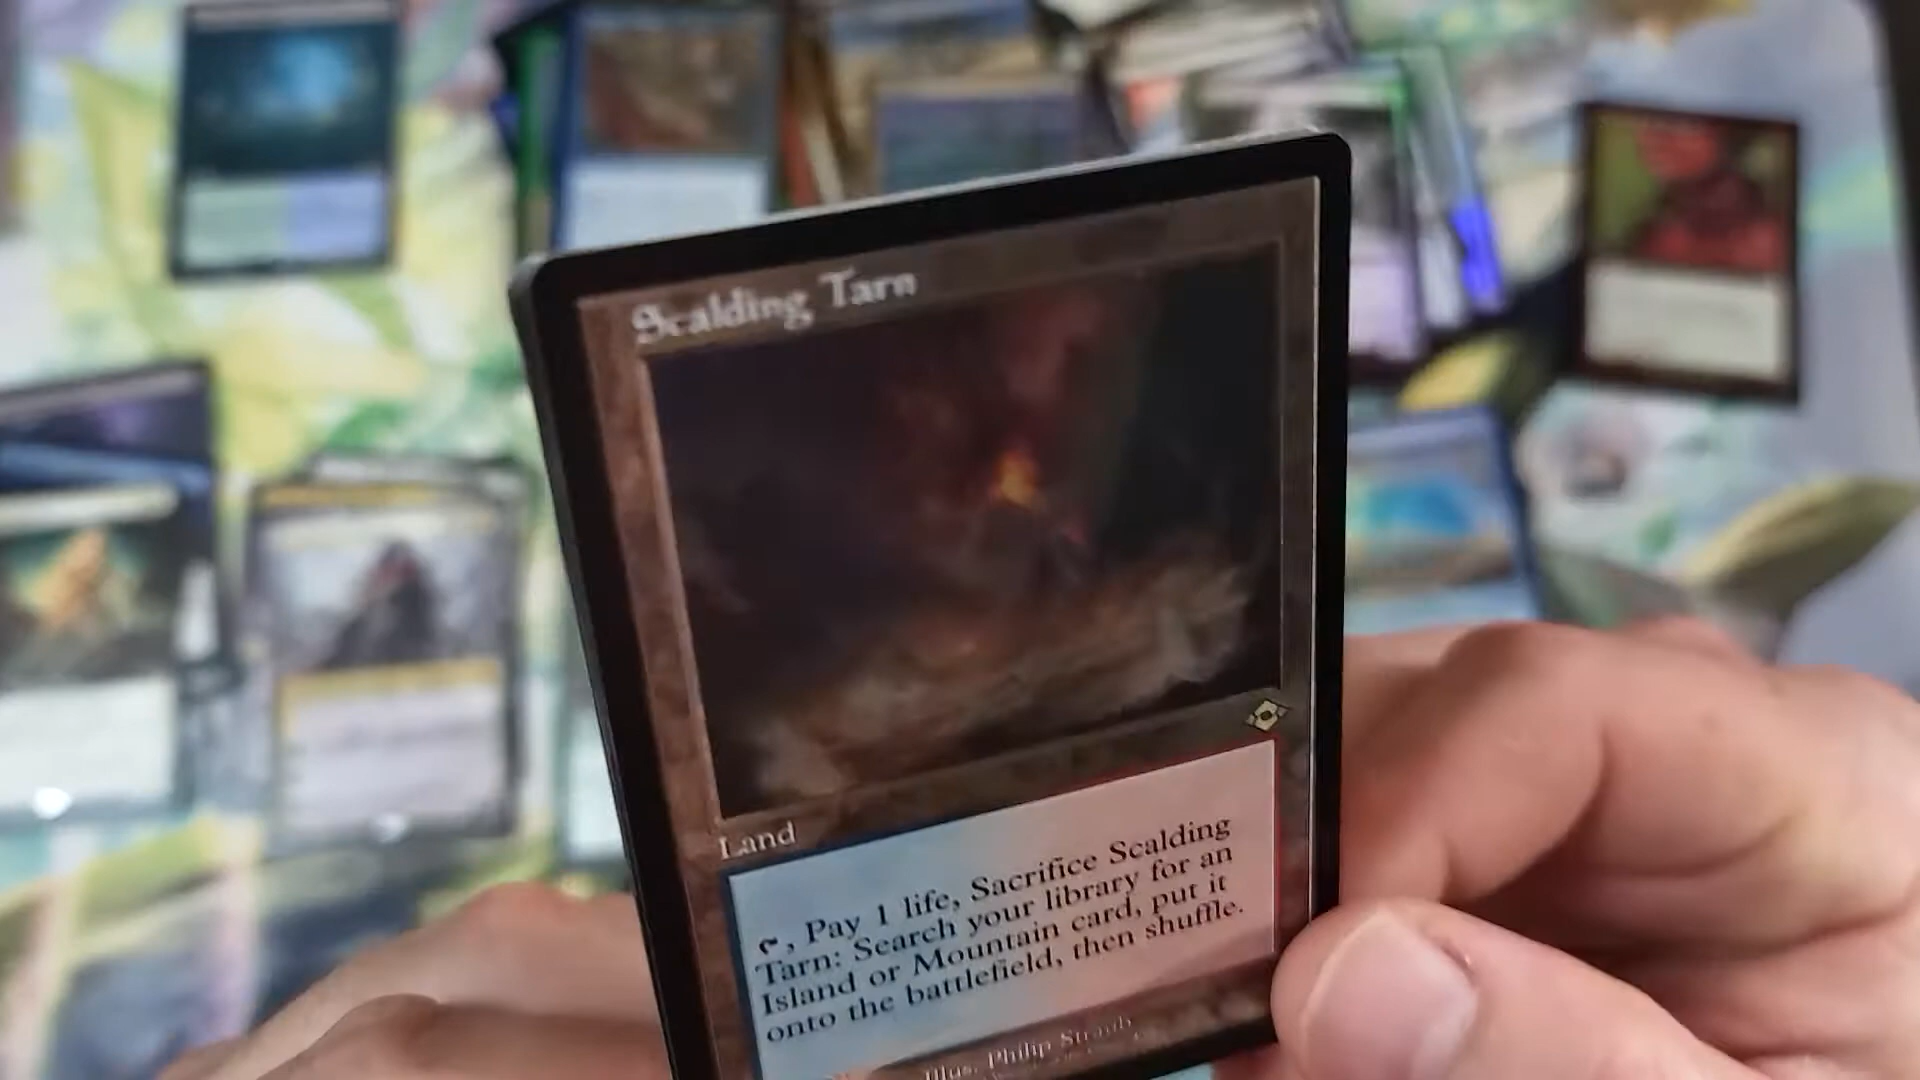 Scalding Tarn
Land
, Pay 1 life, Sacrifice Scalding
Tarn: Search your library for an
Island or Mountain card, put it
onto the battlefield, then shuffle.
Illus. Philip Straub